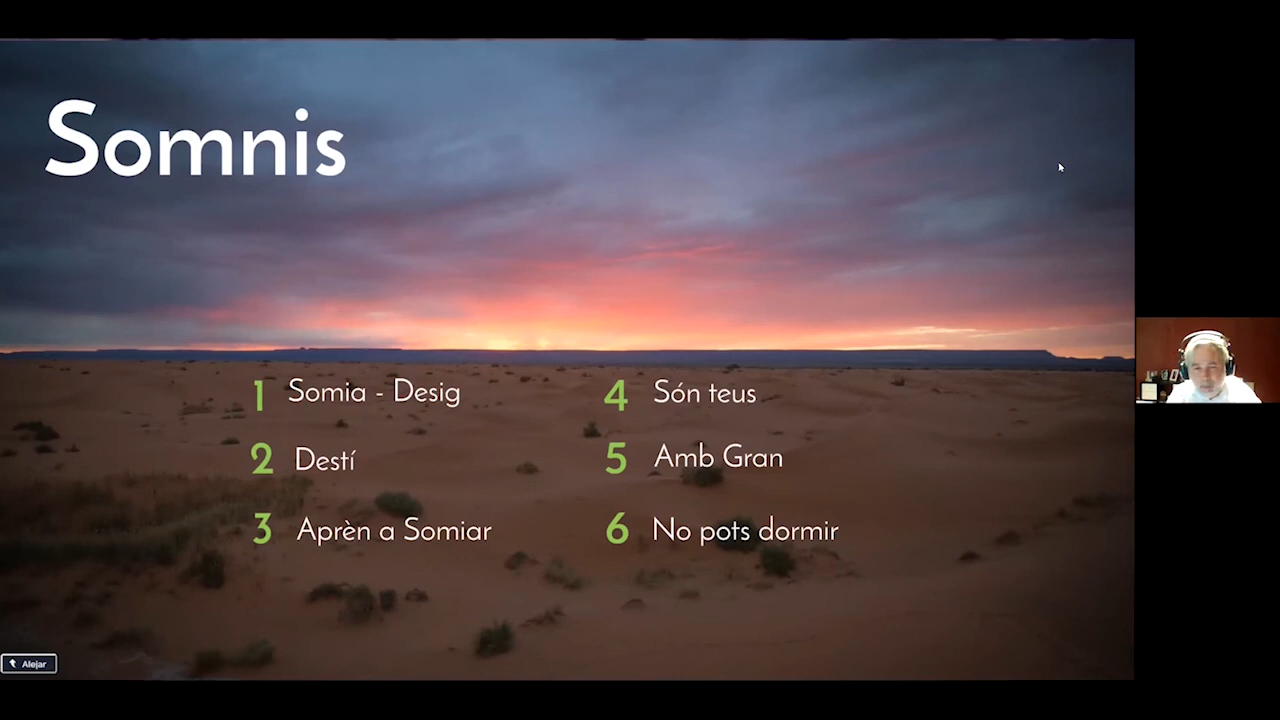 Somnis
1 Somia - Desig
2 Destí
3 Aprèn a Somiar
4 Són teus
5 Amb Gran
6 No pots dormir
Alejar